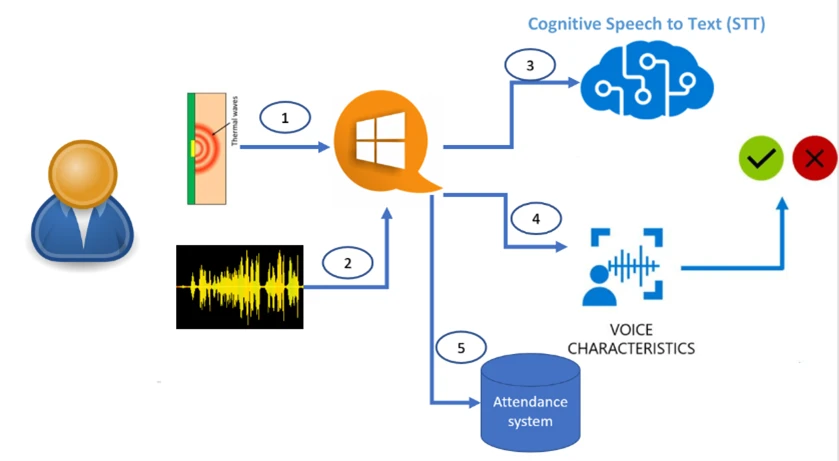 Cognitive Speech to Text (STT)
3
Thermal waves
1
4
2
VOICE
CHARACTERISTICS
5
Attendance
system